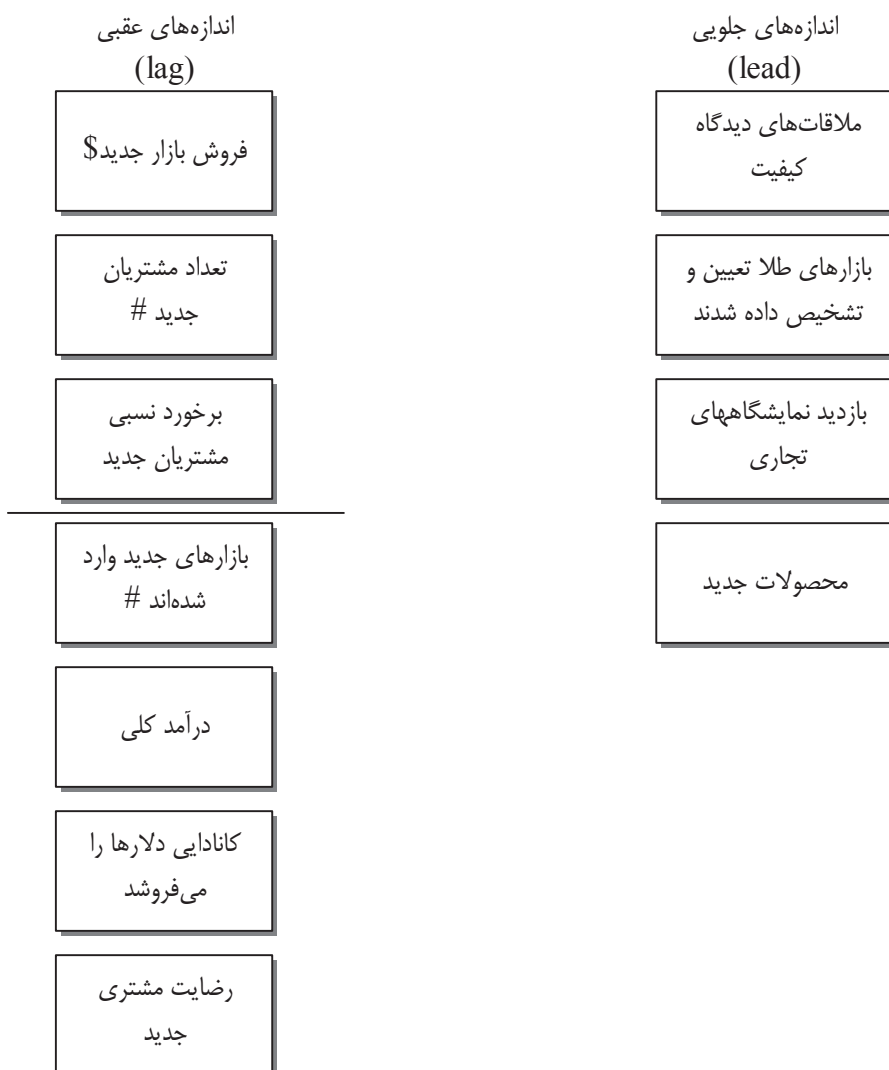 اندازه‌های جلویی
(lead)
ملاقات‌های دیدگاه
کیفیت
بازارهای طلا تعیین و
تشخیص داده شدند
بازدید نمایشگاههای
تجاری
محصولات جدید
اندازه‌های عقبی
(lag)
فروش بازار جدید$
تعداد مشتریان
جدید #
برخورد نسبی
مشتریان جدید
بازارهای جدید وارد
شده‌اند #
درآمد کلی
کانادایی دلارها را
می‌فروشد
رضایت مشتری
جدید